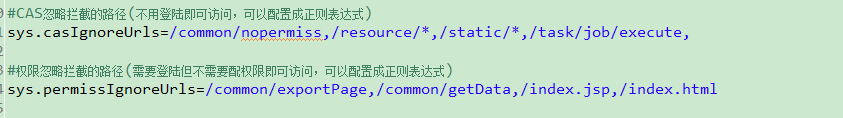 #CAS忽略拦截的路径(不用登陆即可访问，可以配置成正则表达式)
sys.casIgnoreUrls=/common/nopermiss,/resource/*,/static/*,/task/job/execute,
#权限忽略拦截的路径(需要登陆但不需要配权限即可访问，可以配置成正则表达式)
sys.permissIgnoreUrls=/common/exportPage,/common/getData,/index.jsp,/index.html